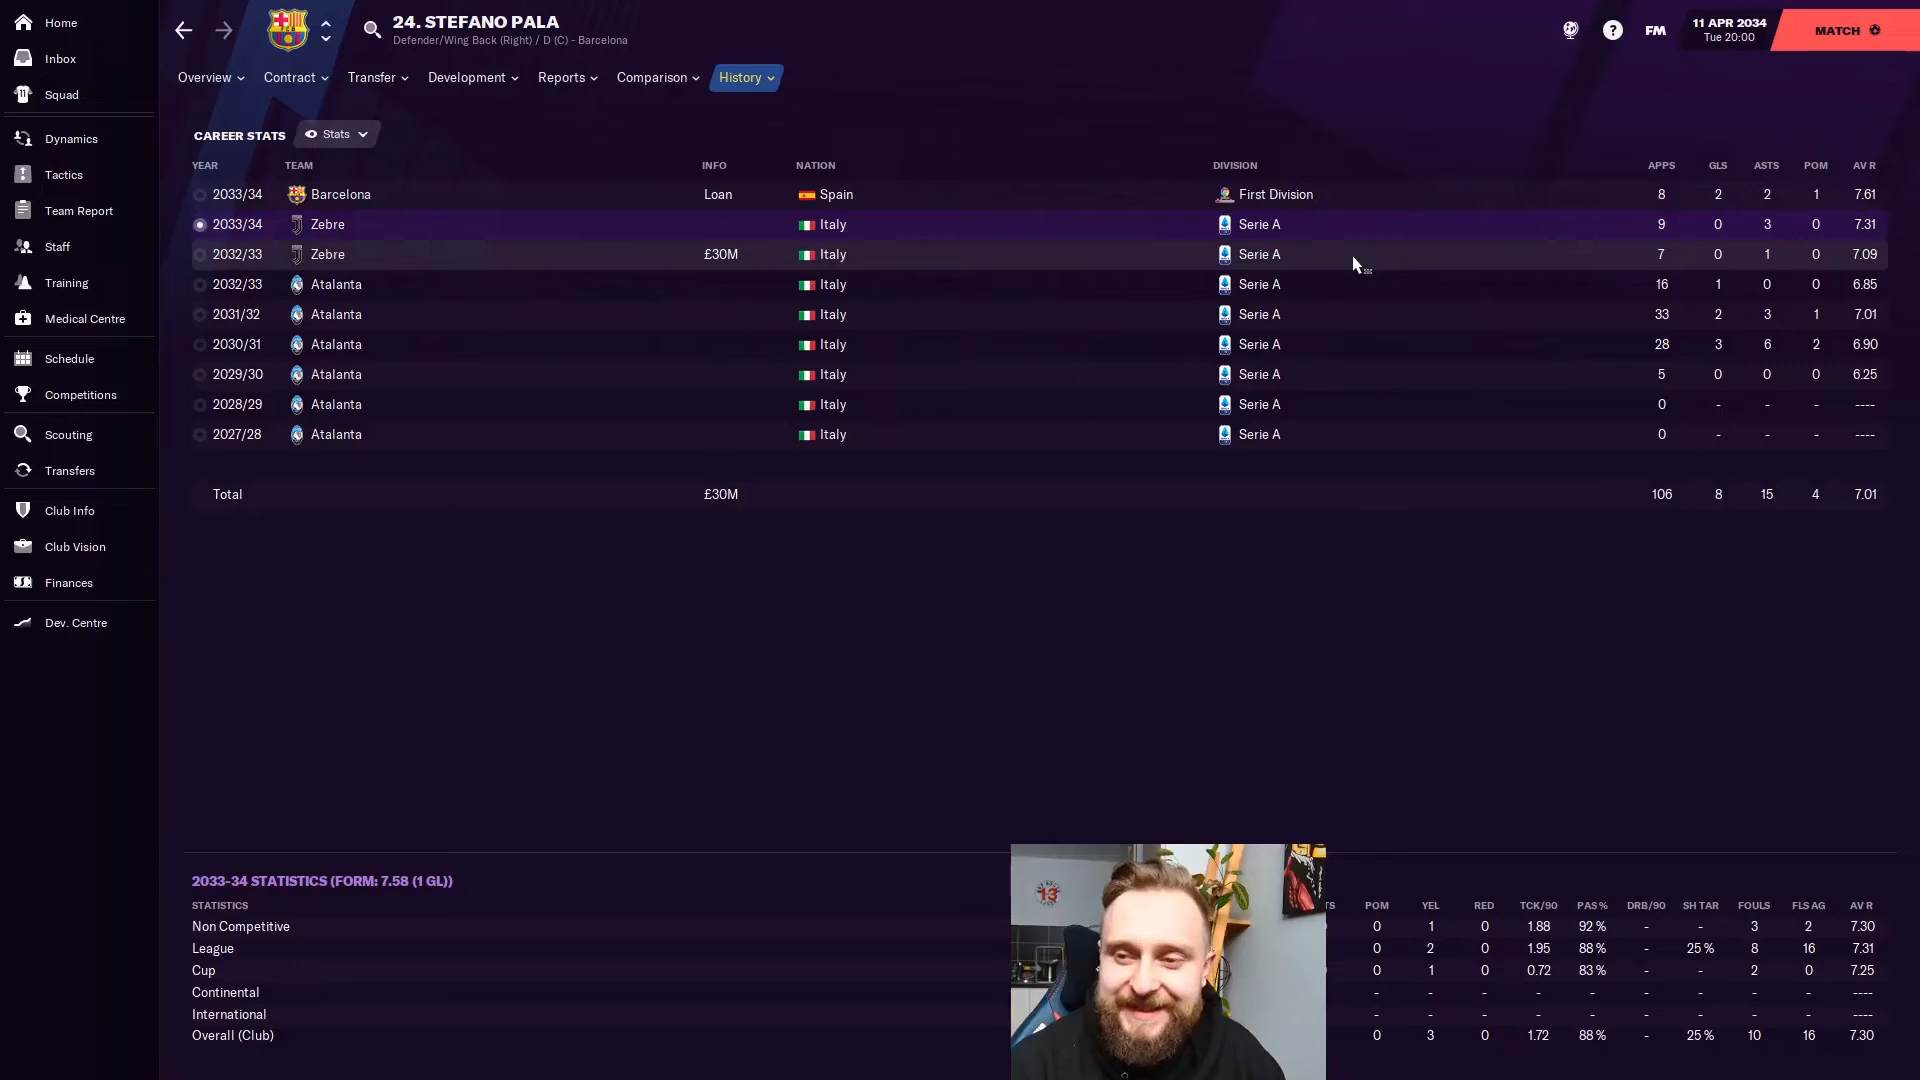 Home
Inbox
Squad
Dynamics
Tactics
Team Report
Staff
Training
Medical Centre
Schedule
Competitions
Scouting
Transfers
Club Info
Club Vision
Finances
Dev. Centre
24. STEFANO PALA
Defender/Wing Back (Right) / D (C) - Barcelona
FM
11 APR 2034
Tue 20:00
MATCH
Overview Contract Transfer Development Reports Comparison History
CAREER STATS Stats
YEAR TEAM INFO NATION DIVISION APPS GLS ASTS POM AV R
2033/34 Barcelona Loan Spain First Division 8 2 2 1 7.61
2033/34 Zebre Italy Serie A 9 0 3 0 7.31
2032/33 Zebre £30M Italy Serie A 7 0 1 0 7.09
2032/33 Atalanta Italy Serie A 16 1 0 0 6.85
2031/32 Atalanta Italy Serie A 33 2 3 1 7.01
2030/31 Atalanta Italy Serie A 28 3 6 2 6.90
2029/30 Atalanta Italy Serie A 5 0 0 0 6.25
2028/29 Atalanta Italy Serie A 0 - - - ----
2027/28 Atalanta Italy Serie A 0 - - - ----
Total £30M 106 8 15 4 7.01
2033-34 STATISTICS (FORM: 7.58 (1 GL))
STATISTICS TS POM YEL RED TCK/90 PAS % DRB/90 SH TAR FOULS FLS AG AV R
Non Competitive 0 1 0 1.88 92 % - - 3 2 7.30
League 0 2 0 1.95 88 % - 25 % 8 16 7.31
Cup 0 1 0 0.72 83 % - - 2 0 7.25
Continental - - - - - - - - - ----
International - - - - - - - - - ----
Overall (Club) 0 3 0 1.72 88 % - 25 % 10 16 7.30
13